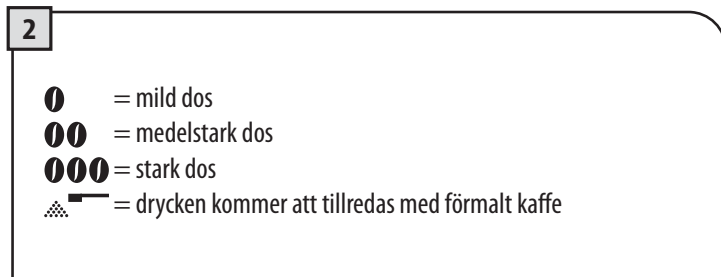 2
= mild dos
= medelstark dos
= stark dos
= drycken kommer att tillredas med förmalt kaffe